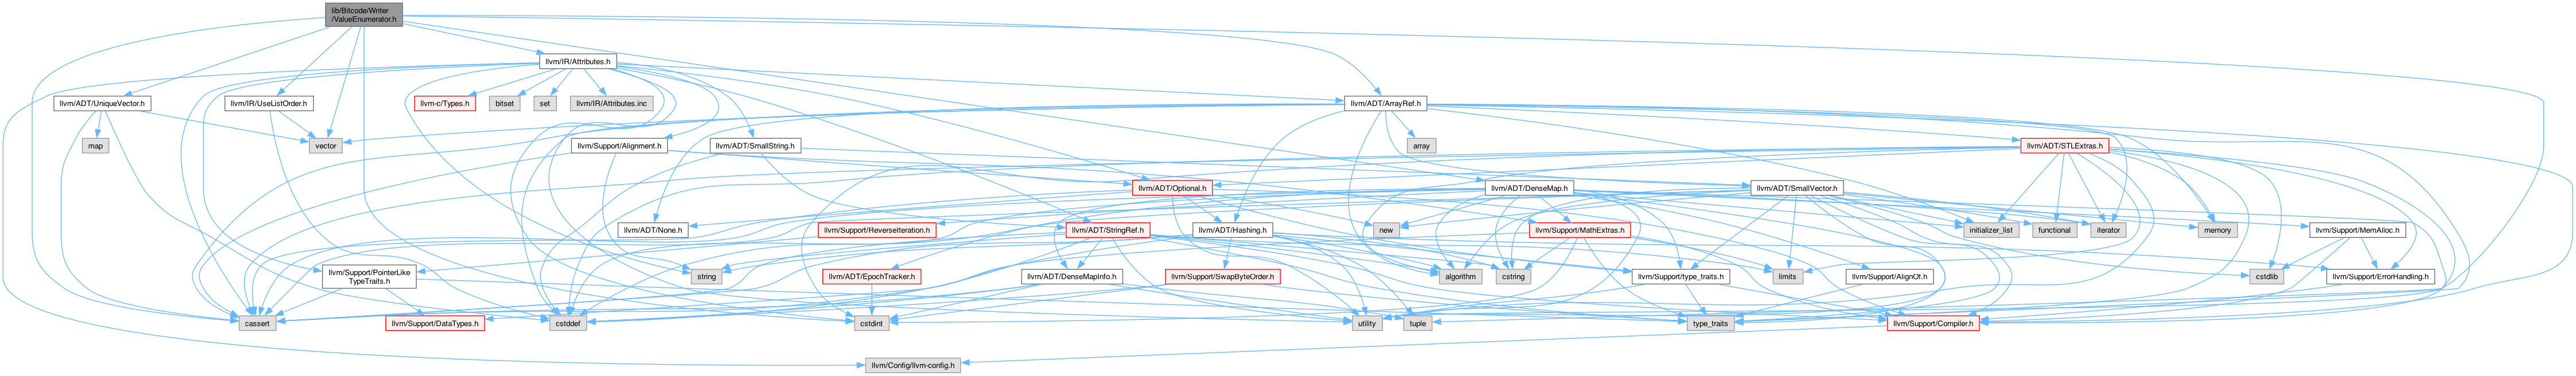 lib/Bitcode/Writer
/ValueEnumerator.h
llvm/IR/Attributes.h
llvm/ADT/UniqueVector.h
llvm/IR/UseListOrder.h
llvm-c/Types.h
bitset
set
llvm/IR/Attributes.inc
llvm/ADT/ArrayRef.h
map
vector
llvm/Support/Alignment.h
llvm/ADT/SmallString.h
array
llvm/ADT/STLExtras.h
llvm/ADT/Optional.h
llvm/ADT/DenseMap.h
llvm/ADT/SmallVector.h
llvm/ADT/None.h
llvm/Support/ReverseIteration.h
llvm/ADT/StringRef.h
llvm/ADT/Hashing.h
new
llvm/Support/MathExtras.h
initializer_list
functional
iterator
memory
llvm/Support/MemAlloc.h
llvm/Support/PointerLike
TypeTraits.h
string
llvm/ADT/EpochTracker.h
llvm/ADT/DenseMapInfo.h
llvm/Support/SwapByteOrder.h
algorithm
cstring
llvm/Support/type_traits.h
limits
llvm/Support/AlignOf.h
cstdlib
llvm/Support/ErrorHandling.h
cassert
llvm/Support/DataTypes.h
cstddef
cstdint
utility
tuple
type_traits
llvm/Support/Compiler.h
llvm/Config/llvm-config.h